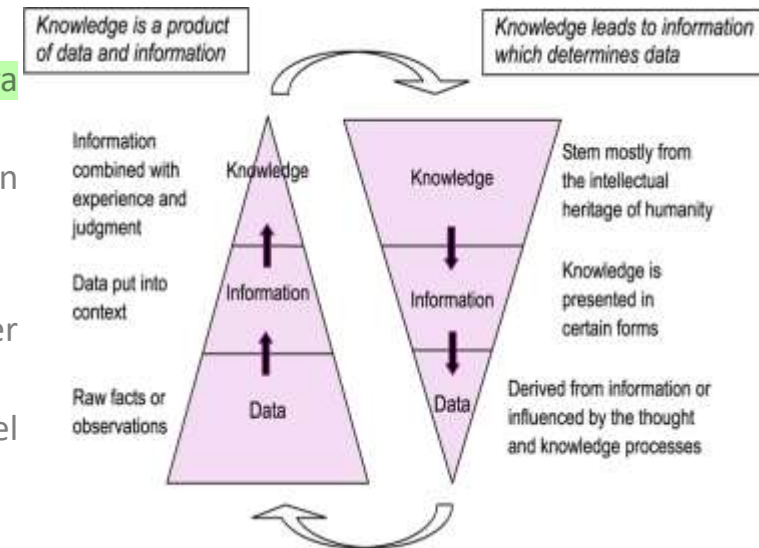 Knowledge is a product
of data and information
Knowledge leads to information
which determines data
a
n
er
el
Information
combined with
experience and
judgment
Data put into
context
Raw facts or
observations
Knowledge
Information
Data
Knowledge
Information
Data
Stem mostly from
the intellectual
heritage of humanity
Knowledge is
presented in
certain forms
Derived from information or
influenced by the thought
and knowledge processes